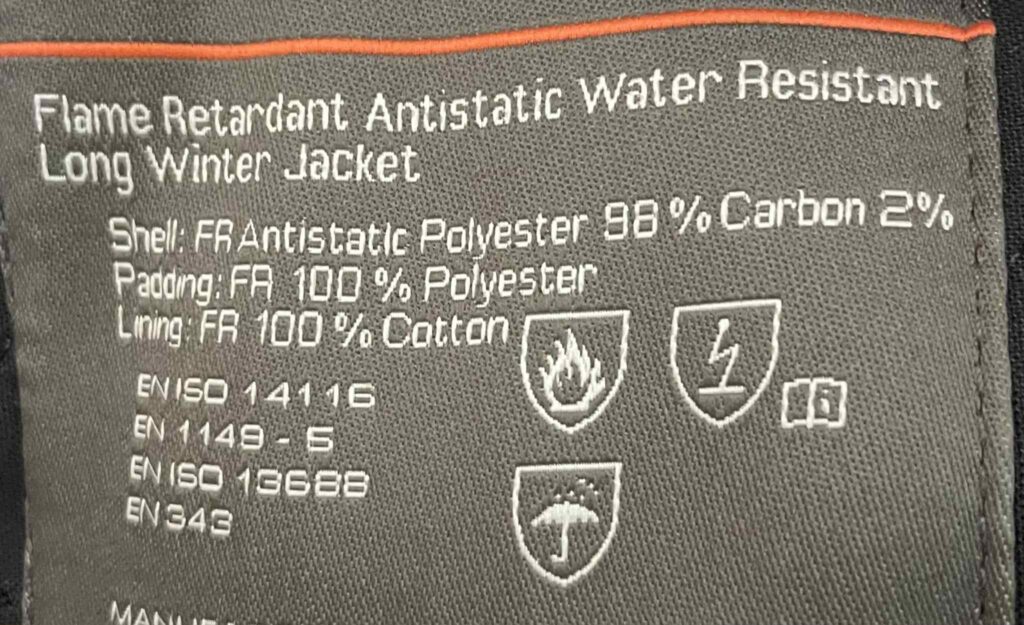 Flame Retardant Antistatic Water Resistant
Long Winter Jacket
Shell: FR Antistatic Polyester 98 % Carbon 2%
Padding: FR 100 % Polyester
Lining: FR 100 % Cotton
EN ISO 14116
EN 1149 - 5
EN ISO 13688
EN 343